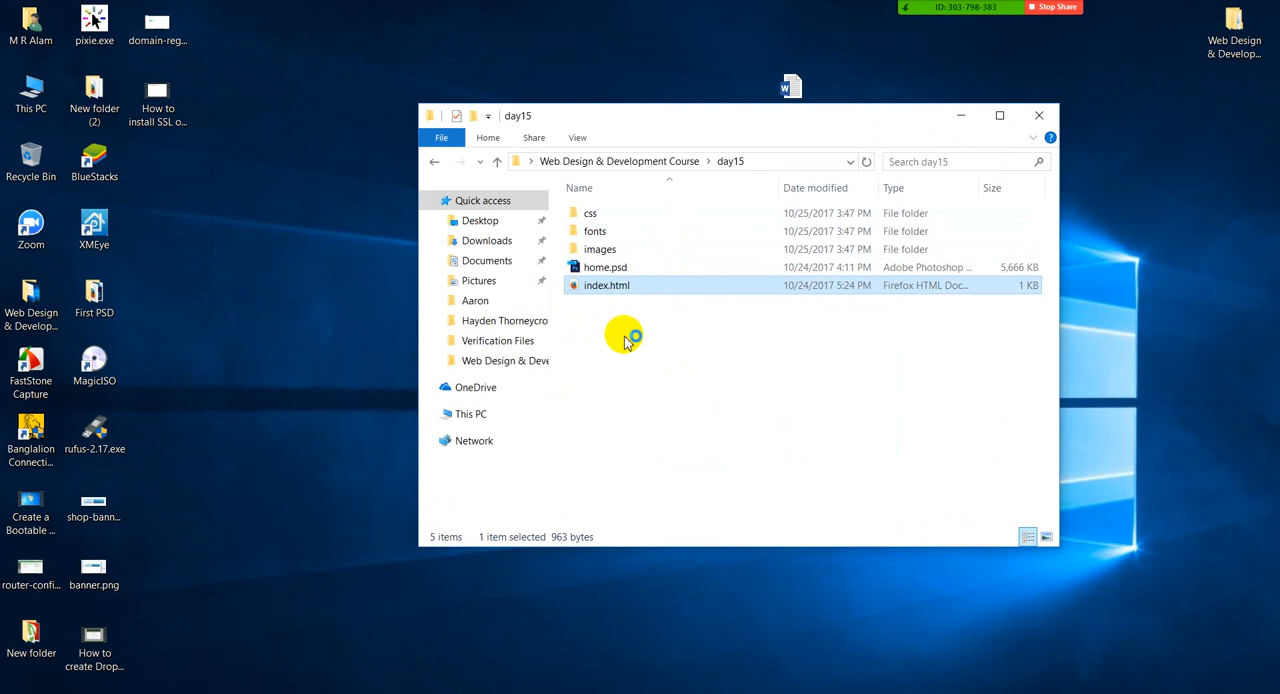 ID: 303-798-383
Stop Share
M R Alam
pixie.exe
domain-reg...
Web Design
& Develop...
This PC
New folder
(2)
How to
install SSL o...
Recycle Bin
BlueStacks
Zoom
XMEye
Web Design
& Develop...
First PSD
FastStone
Capture
MagicISO
Banglalion
Connecti...
rufus-2.17.exe
Create a
Bootable ...
shop-bann...
router-confi...
banner.png
New folder
How to
create Drop...
day15
File
Home
Share
View
Web Design & Development Course
day15
Search day15
Name
Date modified
Type
Size
Quick access
Desktop
Downloads
Documents
Pictures
Aaron
Hayden Thorneycro
Verification Files
Web Design & Deve
OneDrive
This PC
Network
css 10/25/2017 3:47 PM File folder
fonts 10/25/2017 3:47 PM File folder
images 10/25/2017 3:47 PM File folder
home.psd 10/24/2017 4:11 PM Adobe Photoshop ... 5,666 KB
index.html 10/24/2017 5:24 PM Firefox HTML Doc... 1 KB
5 items 1 item selected 963 bytes